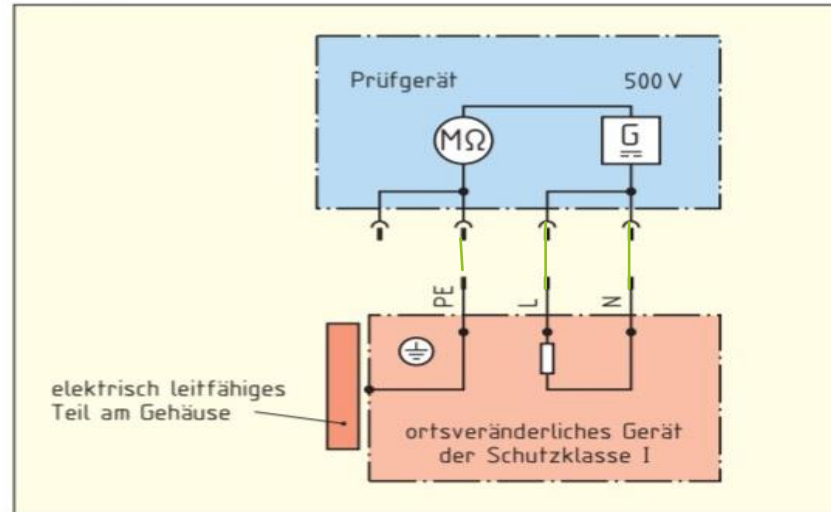 Prüfgerät
500 V
MΩ
G
PE
L
N
elektrisch leitfähiges
Teil am Gehäuse
ortsveränderliches Gerät
der Schutzklasse I